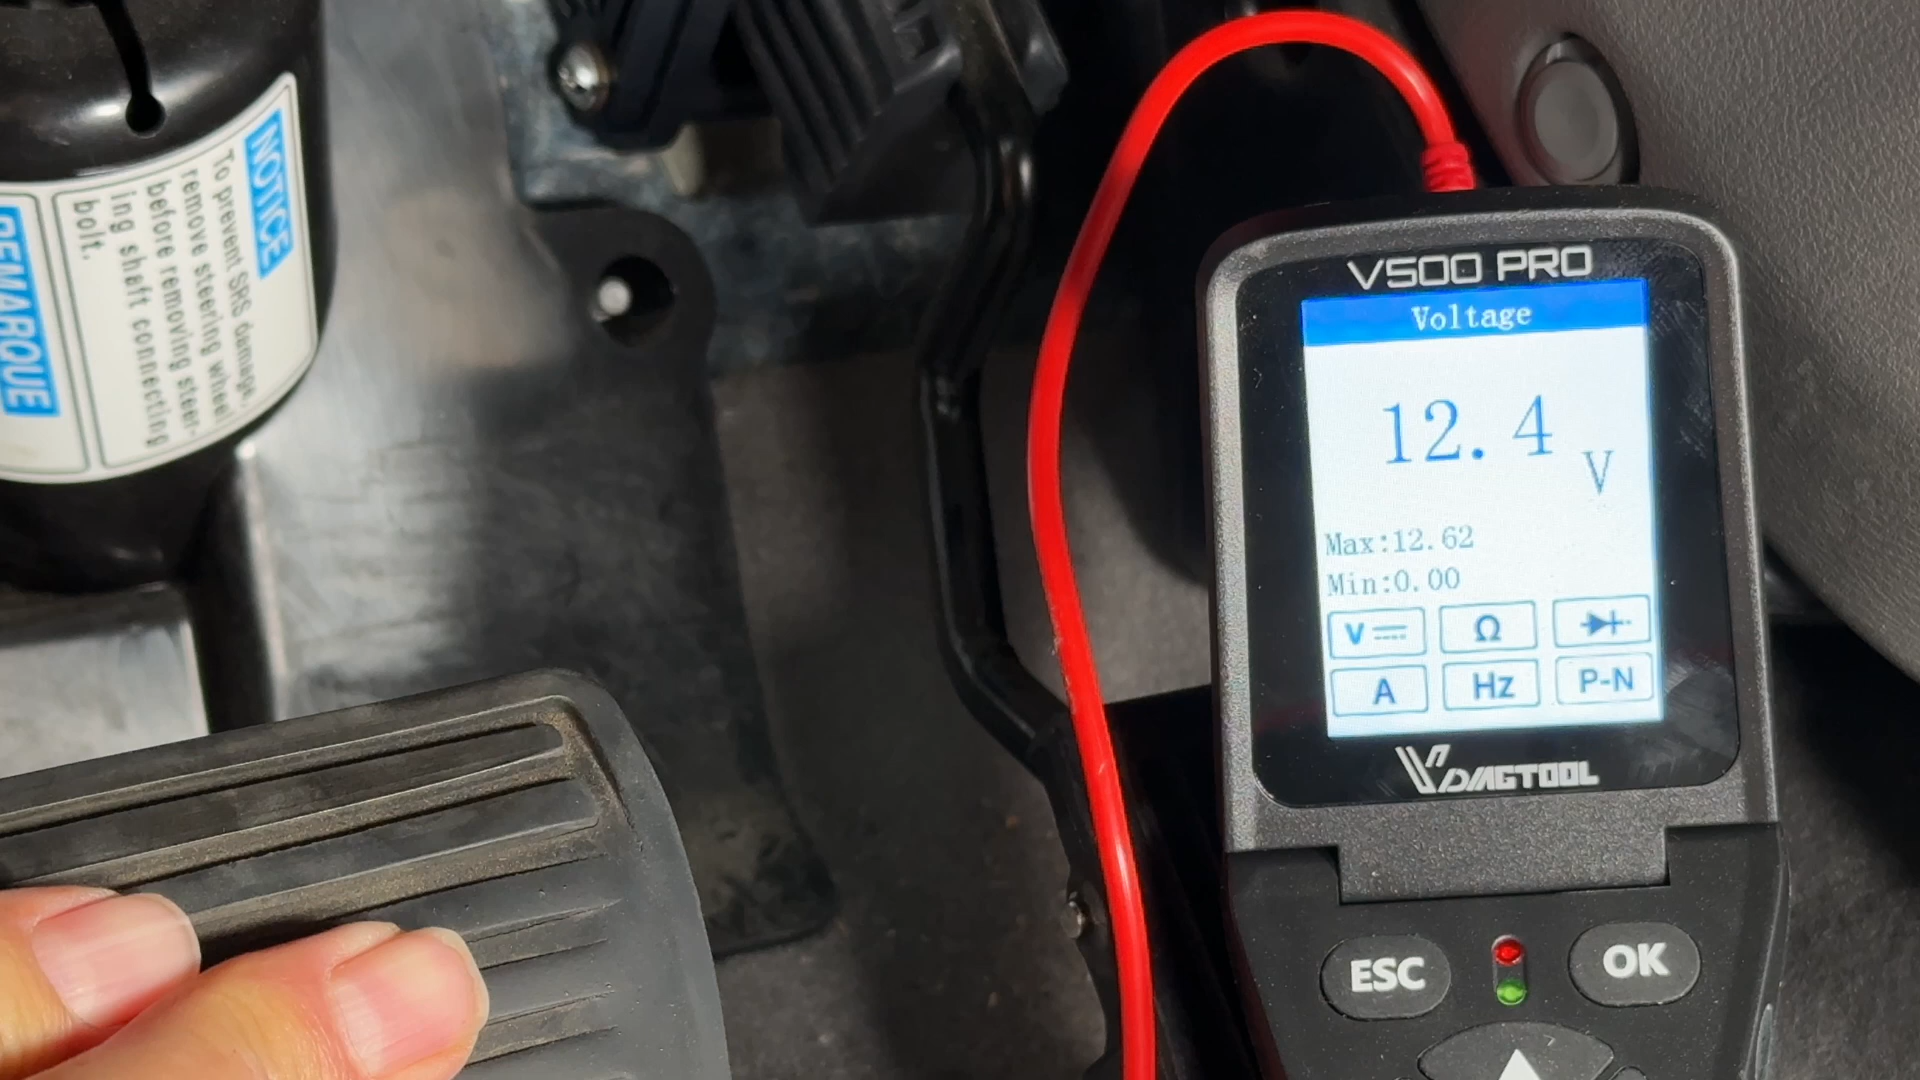 NOTICE
To prevent SRS damage,
remove steering wheel
before removing steer-
ing shaft connecting
bolt.
REMARQUE
V500 PRO
Voltage
12.4
V
Max:12.62
Min:0.00
V Ω
A Hz P-N
VDIAGTOOL
ESC OK